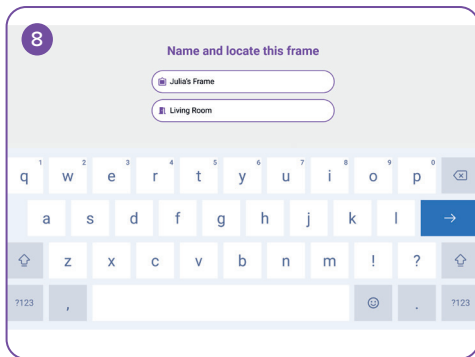 8
Name and locate this frame
Julia's Frame
Living Room
1 2 3 4 5 6 7 8 9 0
q w e r t y u i o p
a s d f g h j k l
z x c v b n m ! ?
?123 , . ?123